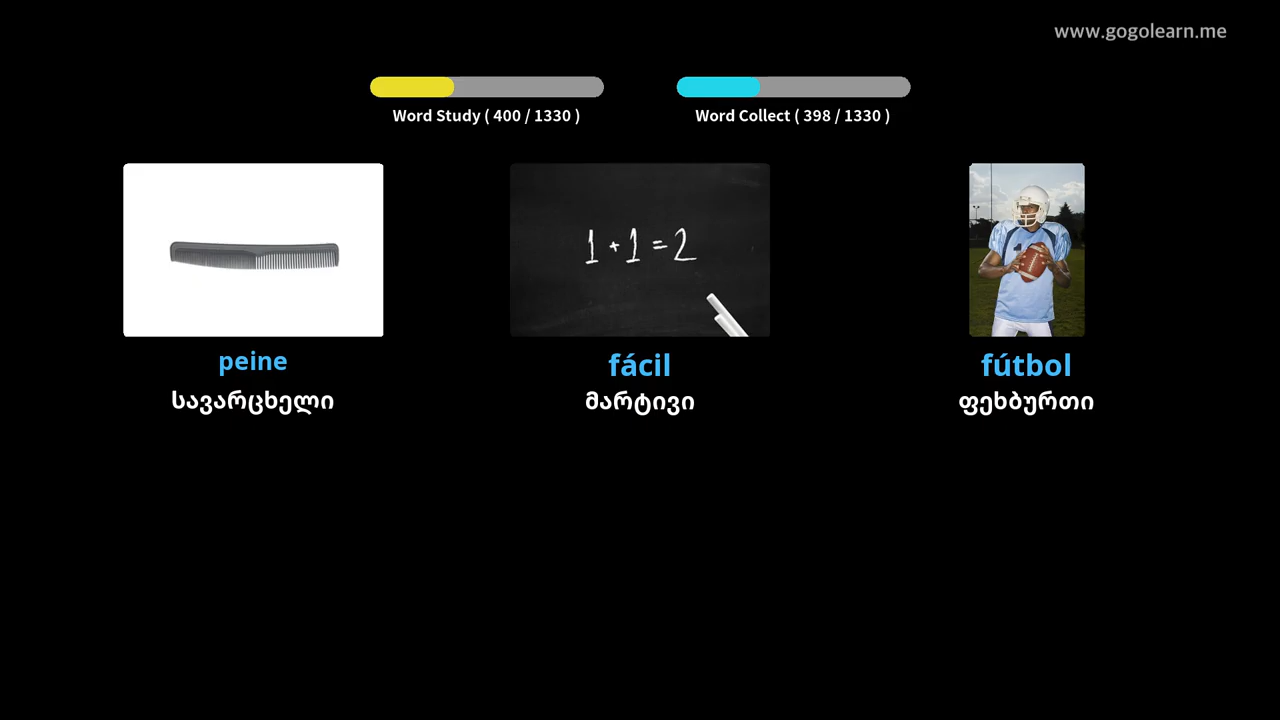 www.gogolearn.me
Word Study ( 400 / 1330 )
Word Collect ( 398 / 1330 )
1 + 1 = 2
peine
fácil
fútbol
სავარცხელი
მარტივი
ფეხბურთი